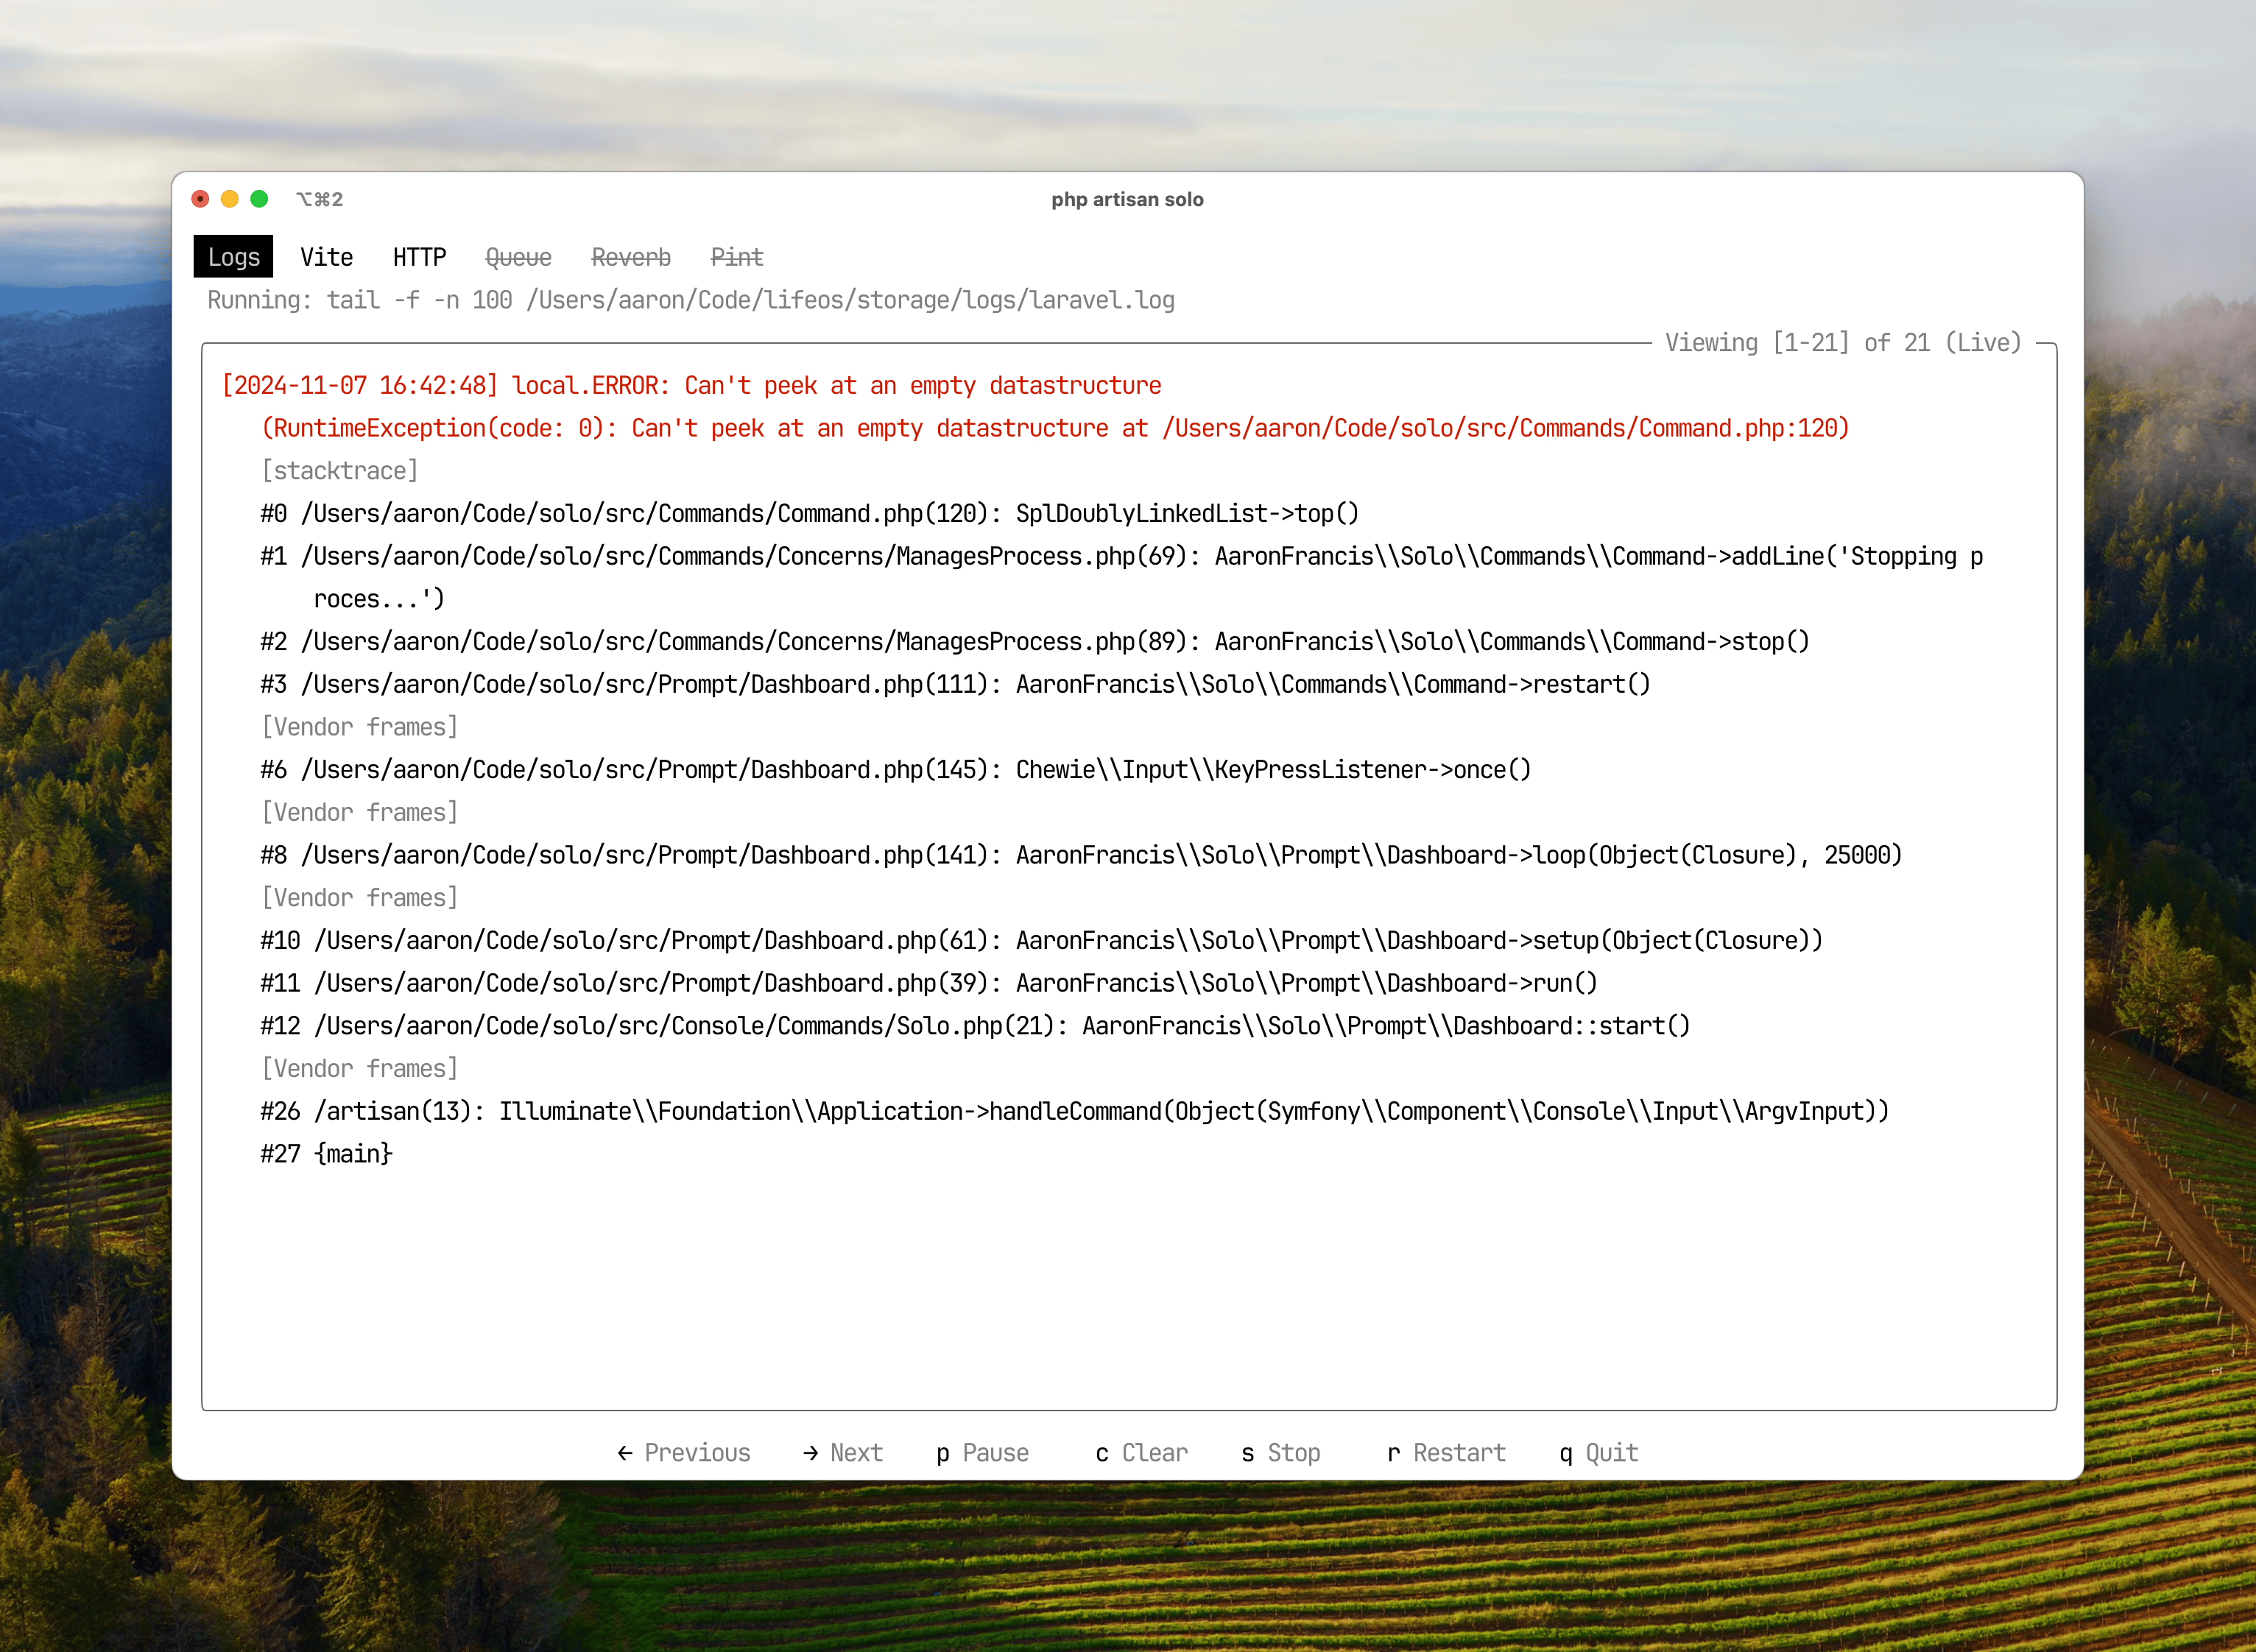 ⌥⌘2
php artisan solo
Logs Vite HTTP Queue Reverb Pint
Running: tail -f -n 100 /Users/aaron/Code/lifeos/storage/logs/laravel.log
Viewing [1-21] of 21 (Live)
[2024-11-07 16:42:48] local.ERROR: Can't peek at an empty datastructure
(RuntimeException(code: 0): Can't peek at an empty datastructure at /Users/aaron/Code/solo/src/Commands/Command.php:120)
[stacktrace]
#0 /Users/aaron/Code/solo/src/Commands/Command.php(120): SplDoublyLinkedList->top()
#1 /Users/aaron/Code/solo/src/Commands/Concerns/ManagesProcess.php(69): AaronFrancis\\Solo\\Commands\\Command->addLine('Stopping p
roces...')
#2 /Users/aaron/Code/solo/src/Commands/Concerns/ManagesProcess.php(89): AaronFrancis\\Solo\\Commands\\Command->stop()
#3 /Users/aaron/Code/solo/src/Prompt/Dashboard.php(111): AaronFrancis\\Solo\\Commands\\Command->restart()
[Vendor frames]
#6 /Users/aaron/Code/solo/src/Prompt/Dashboard.php(145): Chewie\\Input\\KeyPressListener->once()
[Vendor frames]
#8 /Users/aaron/Code/solo/src/Prompt/Dashboard.php(141): AaronFrancis\\Solo\\Prompt\\Dashboard->loop(Object(Closure), 25000)
[Vendor frames]
#10 /Users/aaron/Code/solo/src/Prompt/Dashboard.php(61): AaronFrancis\\Solo\\Prompt\\Dashboard->setup(Object(Closure))
#11 /Users/aaron/Code/solo/src/Prompt/Dashboard.php(39): AaronFrancis\\Solo\\Prompt\\Dashboard->run()
#12 /Users/aaron/Code/solo/src/Console/Commands/Solo.php(21): AaronFrancis\\Solo\\Prompt\\Dashboard::start()
[Vendor frames]
#26 /artisan(13): Illuminate\\Foundation\\Application->handleCommand(Object(Symfony\\Component\\Console\\Input\\ArgvInput))
#27 {main}
← Previous → Next p Pause c Clear s Stop r Restart q Quit